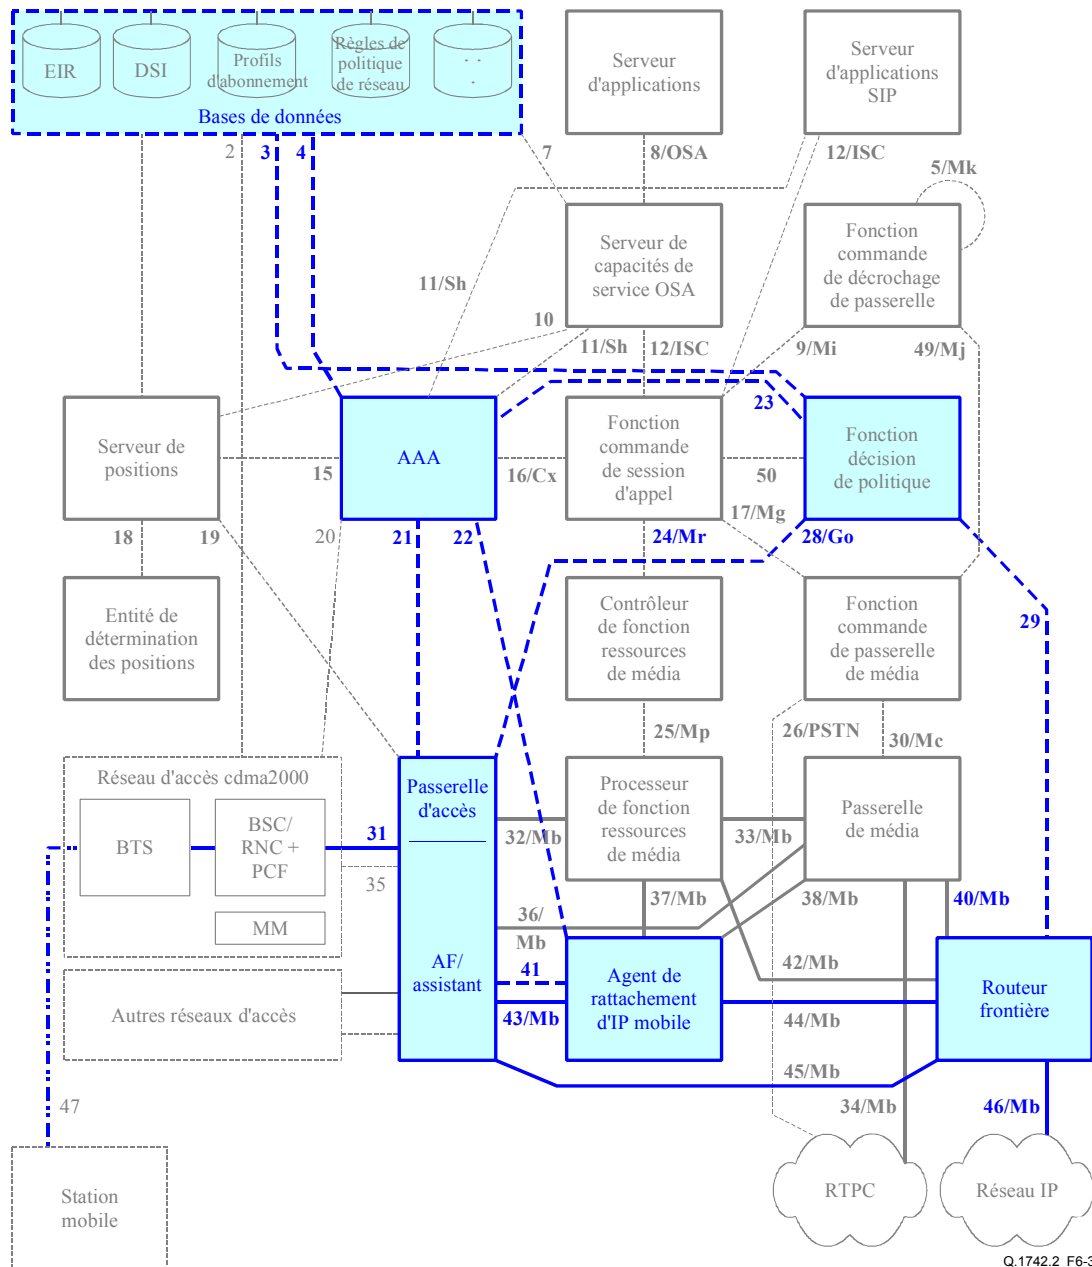 EIR
DSI
Profils
d'abonnement
Règles de
politique
de réseau
. .
.
Bases de données
Serveur
d'applications
Serveur
d'applications
SIP
2
3
4
7
8/OSA
12/ISC
5/Mk
Serveur de
capacités de
service OSA
Fonction
commande
de décrochage
de passerelle
11/Sh
10
11/Sh
12/ISC
9/Mi
49/Mj
23
Serveur de
positions
15
AAA
16/Cx
Fonction
commande
de session
d'appel
50
Fonction
décision
de politique
17/Mg
18
19
20
21
22
24/Mr
28/Go
29
Entité de
détermination
des positions
Contrôleur
de fonction
ressources
de média
Fonction
commande
de passerelle
de média
25/Mp
26/PSTN
30/Mc
Réseau d'accès cdma2000
BTS
BSC/
RNC +
PCF
MM
31
35
Passerelle
d'accès
AF/
assistant
32/Mb
Processeur
de fonction
ressources
de média
33/Mb
Passerelle
de média
36/
Mb
37/Mb
38/Mb
40/Mb
41
42/Mb
Autres réseaux d'accès
43/Mb
Agent de
rattachement
d'IP mobile
44/Mb
Routeur
frontière
45/Mb
47
34/Mb
46/Mb
Station
mobile
RTPC
Réseau IP
Q.1742.2_F6-3